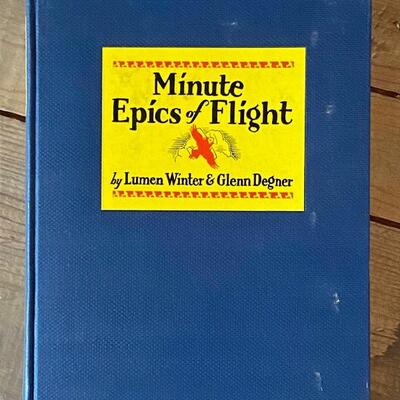 Minute
Epics of Flight
by Lumen Winter & Glenn Degner